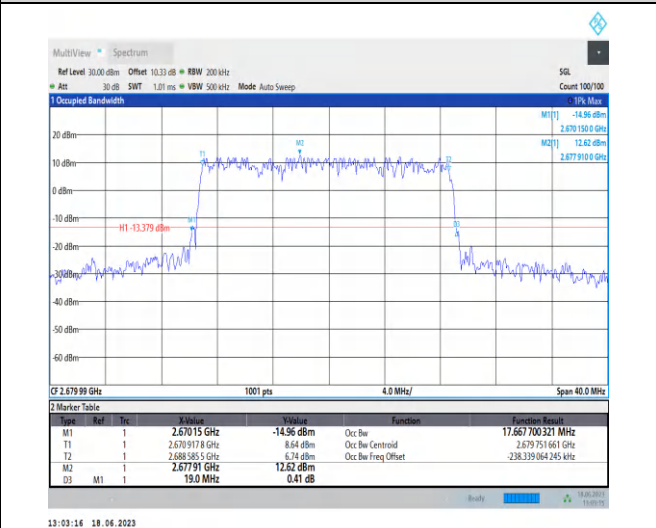 MultiView Spectrum
Ref Level 30.00 dBm Offset 10.33 dB RBW 200 kHz SGL
Att 30 dB SWT 1.01 ms VBW 500 kHz Mode Auto Sweep Count 100/100
1 Occupied Bandwidth 1Pk Max
M1[1] -14.96 dBm
2.670 150 0 GHz
M2[1] 12.62 dBm
2.677 910 0 GHz
20 dBm
M2
T1
T2
10 dBm
0 dBm
-10 dBm
M1
D3
H1 -13.379 dBm
-20 dBm
-30 dBm
-40 dBm
-50 dBm
-60 dBm
CF 2.679 99 GHz 1001 pts 4.0 MHz/ Span 40.0 MHz
2 Marker Table
Type Ref Trc X-Value Y-Value Function Function Result
M1 1 2.67015 GHz -14.96 dBm Occ Bw 17.667 700 321 MHz
T1 1 2.670 917 8 GHz 8.64 dBm Occ Bw Centroid 2.679 751 661 GHz
T2 1 2.688 585 5 GHz 6.74 dBm Occ Bw Freq Offset -238.339 064 245 kHz
M2 1 2.67791 GHz 12.62 dBm
D3 M1 1 19.0 MHz 0.41 dB
Ready 18.06.2023
13:03:15
13:03:16 18.06.2023